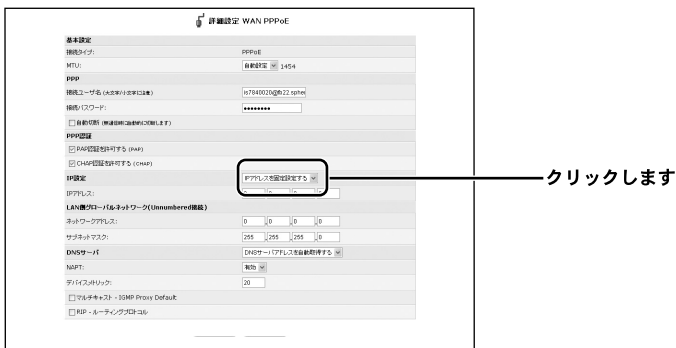 詳細設定 WAN PPPoE
基本設定
接続タイプ: PPPoE
MTU: 自動設定 1454
PPP
接続ユーザ名 (大文字/小文字に注意) is7840020@fb22.spher
接続パスワード: ••••••••
自動切断 (無通信時に自動的に切断します)
PPP認証
PAP認証を許可する (PAP)
CHAP認証を許可する (CHAP)
IP設定 IPアドレスを固定設定する
クリックします
IPアドレス: 0 .0 .0 .0
LAN側グローバルネットワーク(Unnumbered接続)
ネットワークアドレス: 0 .0 .0 .0
サブネットマスク: 255 .255 .255 .0
DNSサーバ DNSサーバアドレスを自動取得する
NAPT: 有効
デバイスメトリック: 20
マルチキャスト - IGMP Proxy Default
RIP - ルーティングプロトコル